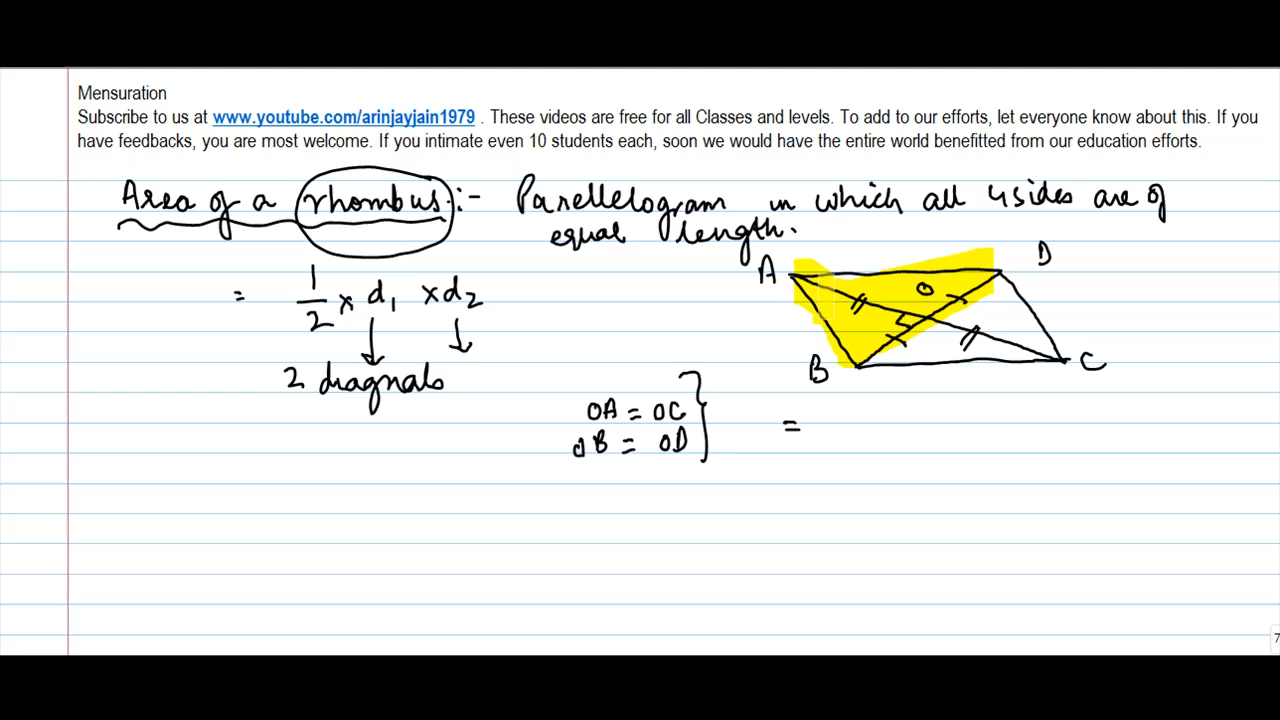 Mensuration
Subscribe to us at www.youtube.com/arinjayjain1979 . These videos are free for all Classes and levels. To add to our efforts, let everyone know about this. If you
have feedbacks, you are most welcome. If you intimate even 10 students each, soon we would have the entire world benefitted from our education efforts.
Area of a rhombus :- Parellelogram in which all 4 sides are of
equal length.
= 1/2 × d1 × d2
2 diagnals
A D
O
B C
OA = OC
OB = OD
=
7